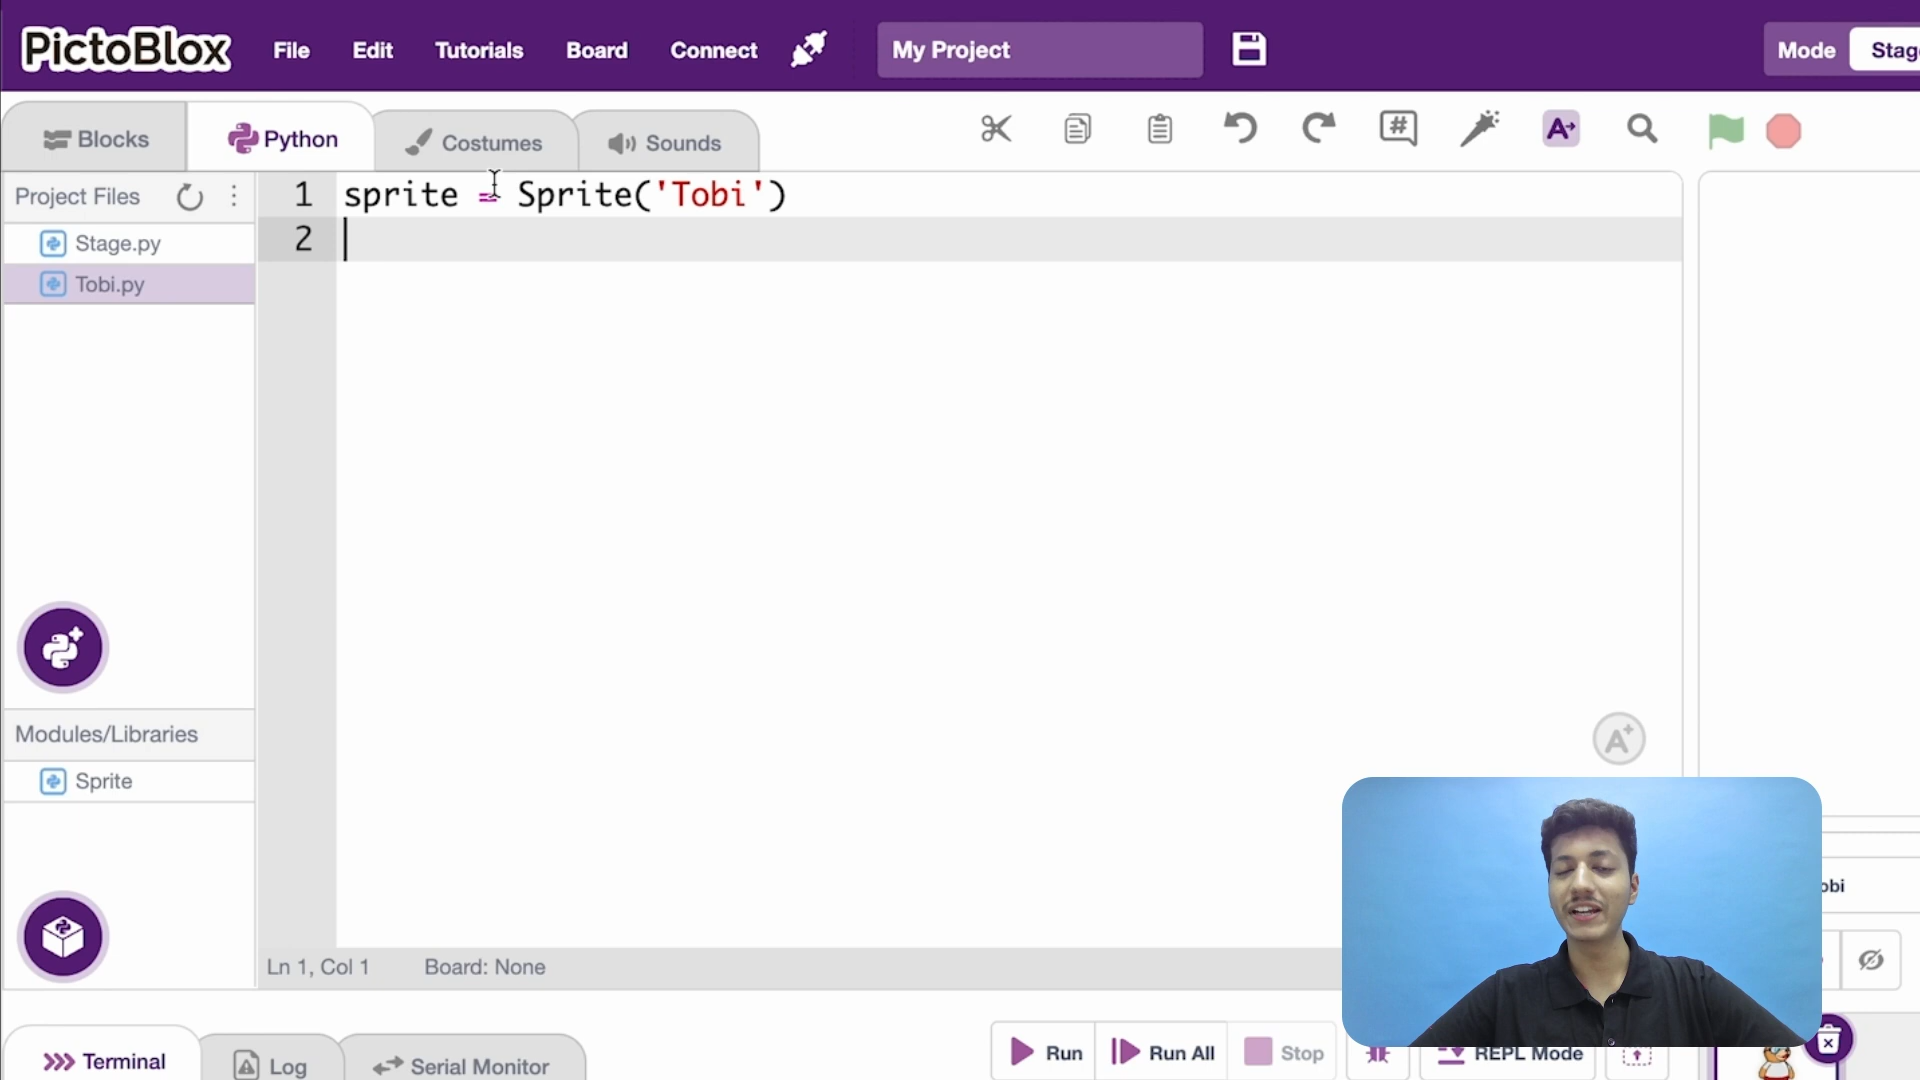 PictoBlox File Edit Tutorials Board Connect My Project Mode Stag
Blocks Python Costumes Sounds
Project Files
Stage.py
Tobi.py
1 sprite = Sprite('Tobi')
2
Modules/Libraries
Sprite
obi
Ln 1, Col 1 Board: None
Terminal Log Serial Monitor Run Run All Stop REPL Mode